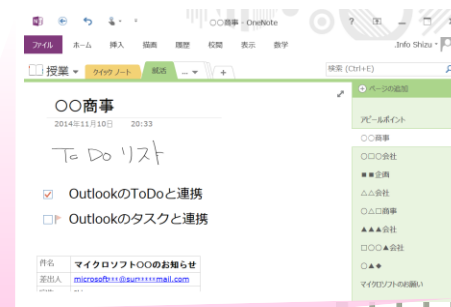 ○○商事 - OneNote
ファイル ホーム 挿入 描画 履歴 校閲 表示 数学 .Info Shizu
授業 クイック ノート 就活 ... +
検索 (Ctrl+E)
ページの追加
○○商事
2014年11月10日 20:33
To Do リスト
OutlookのToDoと連携
Outlookのタスクと連携
件名 マイクロソフト○○のお知らせ
差出人
アピールポイント
○○商事
○○○会社
■■企画
△△会社
○△□商事
▲▲▲会社
□○○▲会社
○▲◆
マイクロソフトのお願い